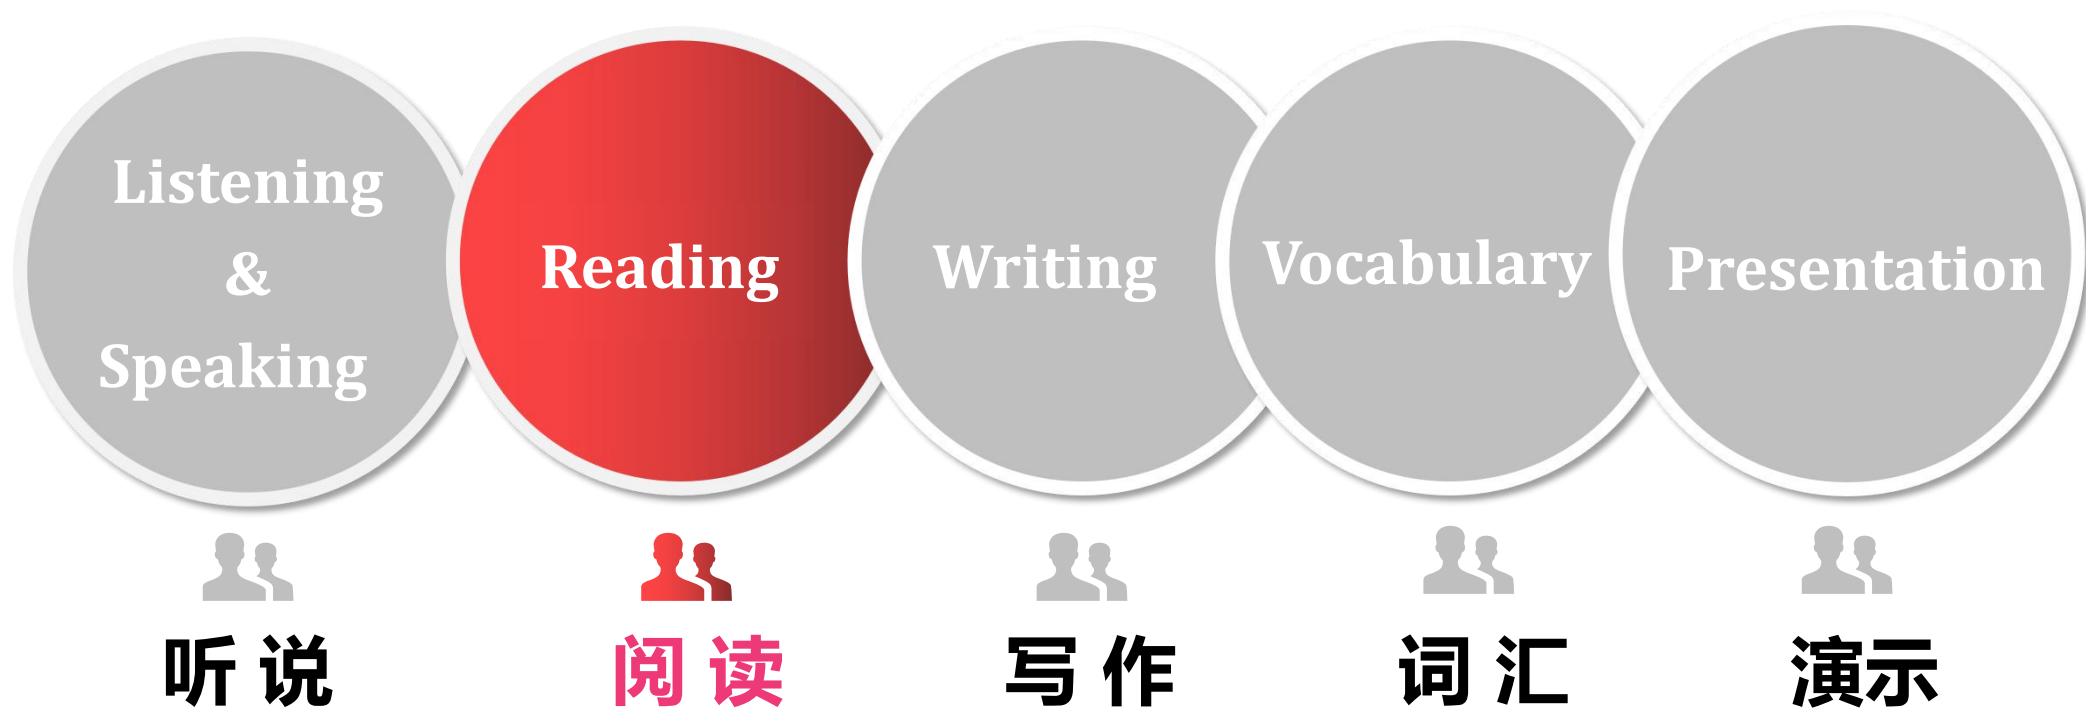 Listening
&
Speaking
Reading
Writing
Vocabulary
Presentation
听 说
阅 读
写 作
词 汇
演示